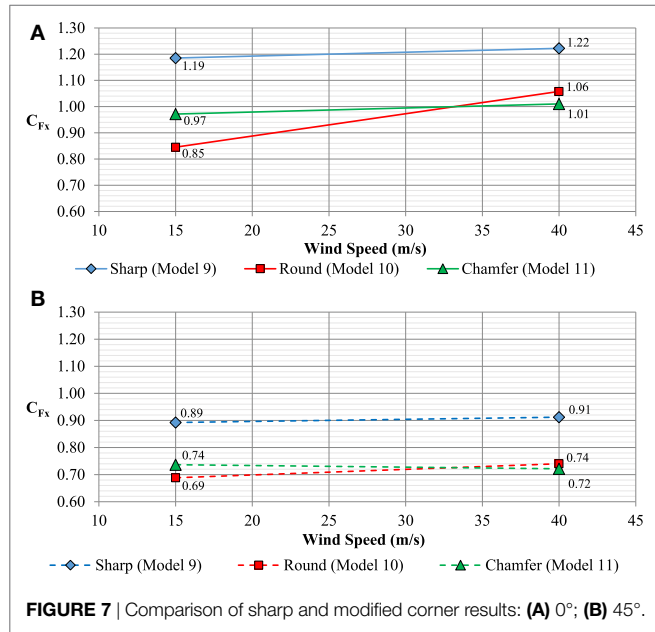 A
1.30
1.20
1.10
1.00
0.90
0.80
0.70
0.60
C_Fx
1.19
1.22
1.06
0.97
1.01
0.85
10 15 20 25 30 35 40 45
Wind Speed (m/s)
Sharp (Model 9) Round (Model 10) Chamfer (Model 11)
B
1.30
1.20
1.10
1.00
0.90
0.80
0.70
0.60
C_Fx
0.89
0.91
0.74
0.74
0.69
0.72
10 15 20 25 30 35 40 45
Wind Speed (m/s)
Sharp (Model 9) Round (Model 10) Chamfer (Model 11)
FIGURE 7 | Comparison of sharp and modified corner results: (A) 0°; (B) 45°.